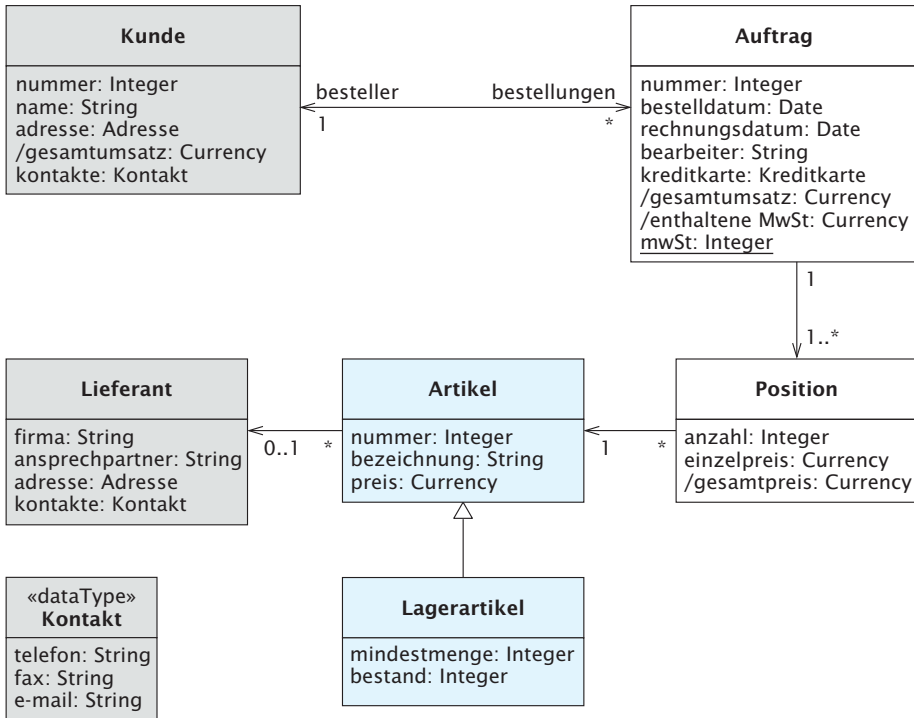 Kunde
nummer: Integer
name: String
adresse: Adresse
/gesamtumsatz: Currency
kontakte: Kontakt
besteller
1
bestellungen
*
Auftrag
nummer: Integer
bestelldatum: Date
rechnungsdatum: Date
bearbeiter: String
kreditkarte: Kreditkarte
/gesamtumsatz: Currency
/enthaltene MwSt: Currency
mwSt: Integer
1
1..*
Lieferant
firma: String
ansprechpartner: String
adresse: Adresse
kontakte: Kontakt
0..1
*
Artikel
nummer: Integer
bezeichnung: String
preis: Currency
1
*
Position
anzahl: Integer
einzelpreis: Currency
/gesamtpreis: Currency
«dataType»
Kontakt
telefon: String
fax: String
e-mail: String
Lagerartikel
mindestmenge: Integer
bestand: Integer